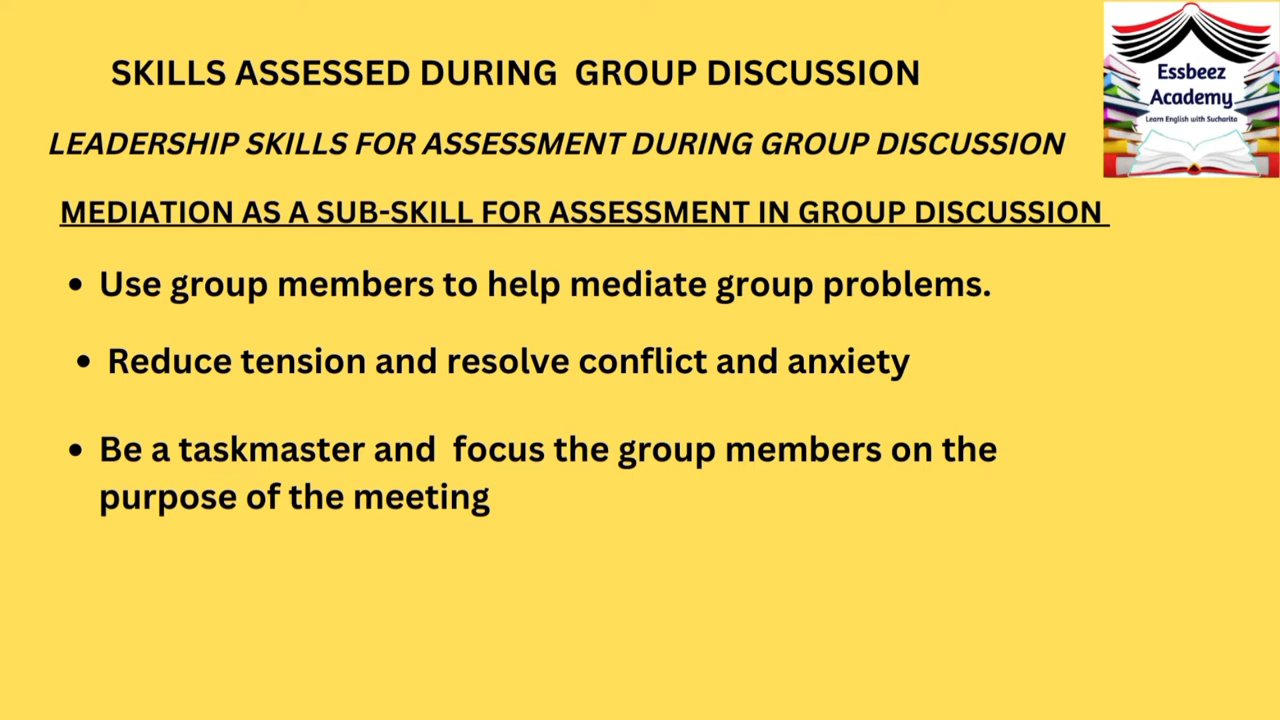 SKILLS ASSESSED DURING GROUP DISCUSSION
Essbeez
Academy
Learn English with Sucharita
LEADERSHIP SKILLS FOR ASSESSMENT DURING GROUP DISCUSSION
MEDIATION AS A SUB-SKILL FOR ASSESSMENT IN GROUP DISCUSSION
• Use group members to help mediate group problems.
• Reduce tension and resolve conflict and anxiety
• Be a taskmaster and focus the group members on the
purpose of the meeting